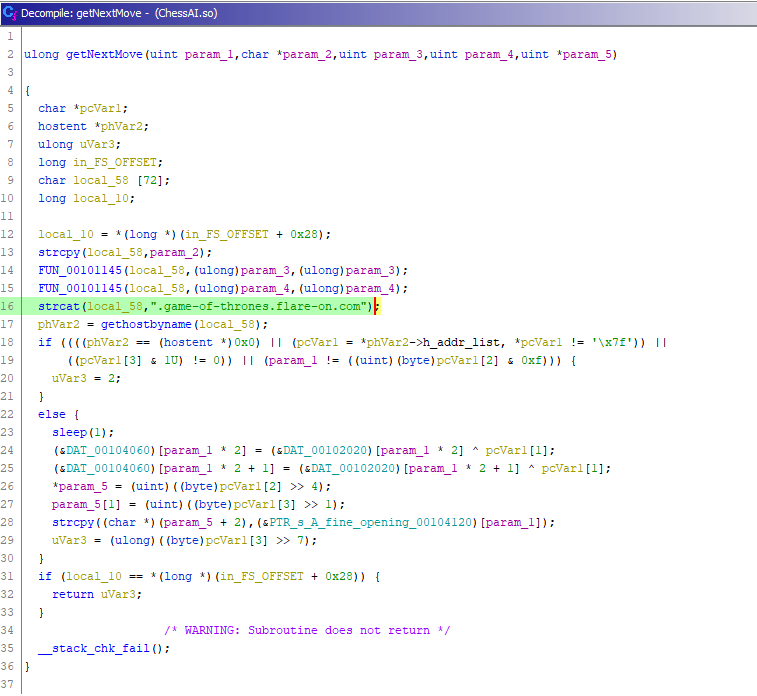 Decompile: getNextMove - (ChessAI.so)
1
2 ulong getNextMove(uint param_1,char *param_2,uint param_3,uint param_4,uint *param_5)
3
4 {
5   char *pcVar1;
6   hostent *phVar2;
7   ulong uVar3;
8   long in_FS_OFFSET;
9   char local_58 [72];
10   long local_10;
11
12   local_10 = *(long *)(in_FS_OFFSET + 0x28);
13   strcpy(local_58,param_2);
14   FUN_00101145(local_58,(ulong)param_3,(ulong)param_3);
15   FUN_00101145(local_58,(ulong)param_4,(ulong)param_4);
16   strcat(local_58,".game-of-thrones.flare-on.com");
17   phVar2 = gethostbyname(local_58);
18   if ((((phVar2 == (hostent *)0x0) || (pcVar1 = *phVar2->h_addr_list, *pcVar1 != '\x7f')) ||
19       ((pcVar1[3] & 1U) != 0)) || (param_1 != ((uint)(byte)pcVar1[2] & 0xf))) {
20     uVar3 = 2;
21   }
22   else {
23     sleep(1);
24     (&DAT_00104060)[param_1 * 2] = (&DAT_00102020)[param_1 * 2] ^ pcVar1[1];
25     (&DAT_00104060)[param_1 * 2 + 1] = (&DAT_00102020)[param_1 * 2 + 1] ^ pcVar1[1];
26     *param_5 = (uint)((byte)pcVar1[2] >> 4);
27     param_5[1] = (uint)((byte)pcVar1[3] >> 1);
28     strcpy((char *)(param_5 + 2),(&PTR_s_A_fine_opening_00104120)[param_1]);
29     uVar3 = (ulong)((byte)pcVar1[3] >> 7);
30   }
31   if (local_10 == *(long *)(in_FS_OFFSET + 0x28)) {
32     return uVar3;
33   }
34                     /* WARNING: Subroutine does not return */
35   __stack_chk_fail();
36 }
37